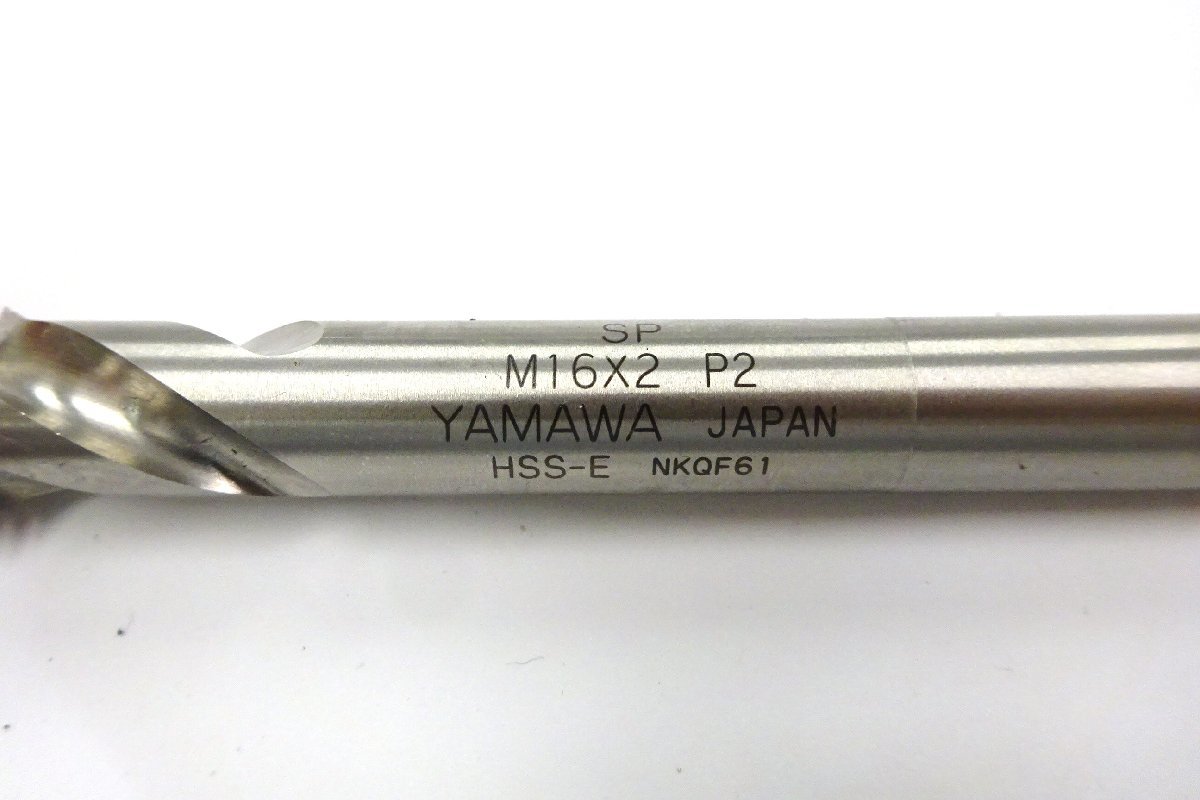 SP
M16X2 P2
YAMAWA JAPAN
HSS-E NKQF61